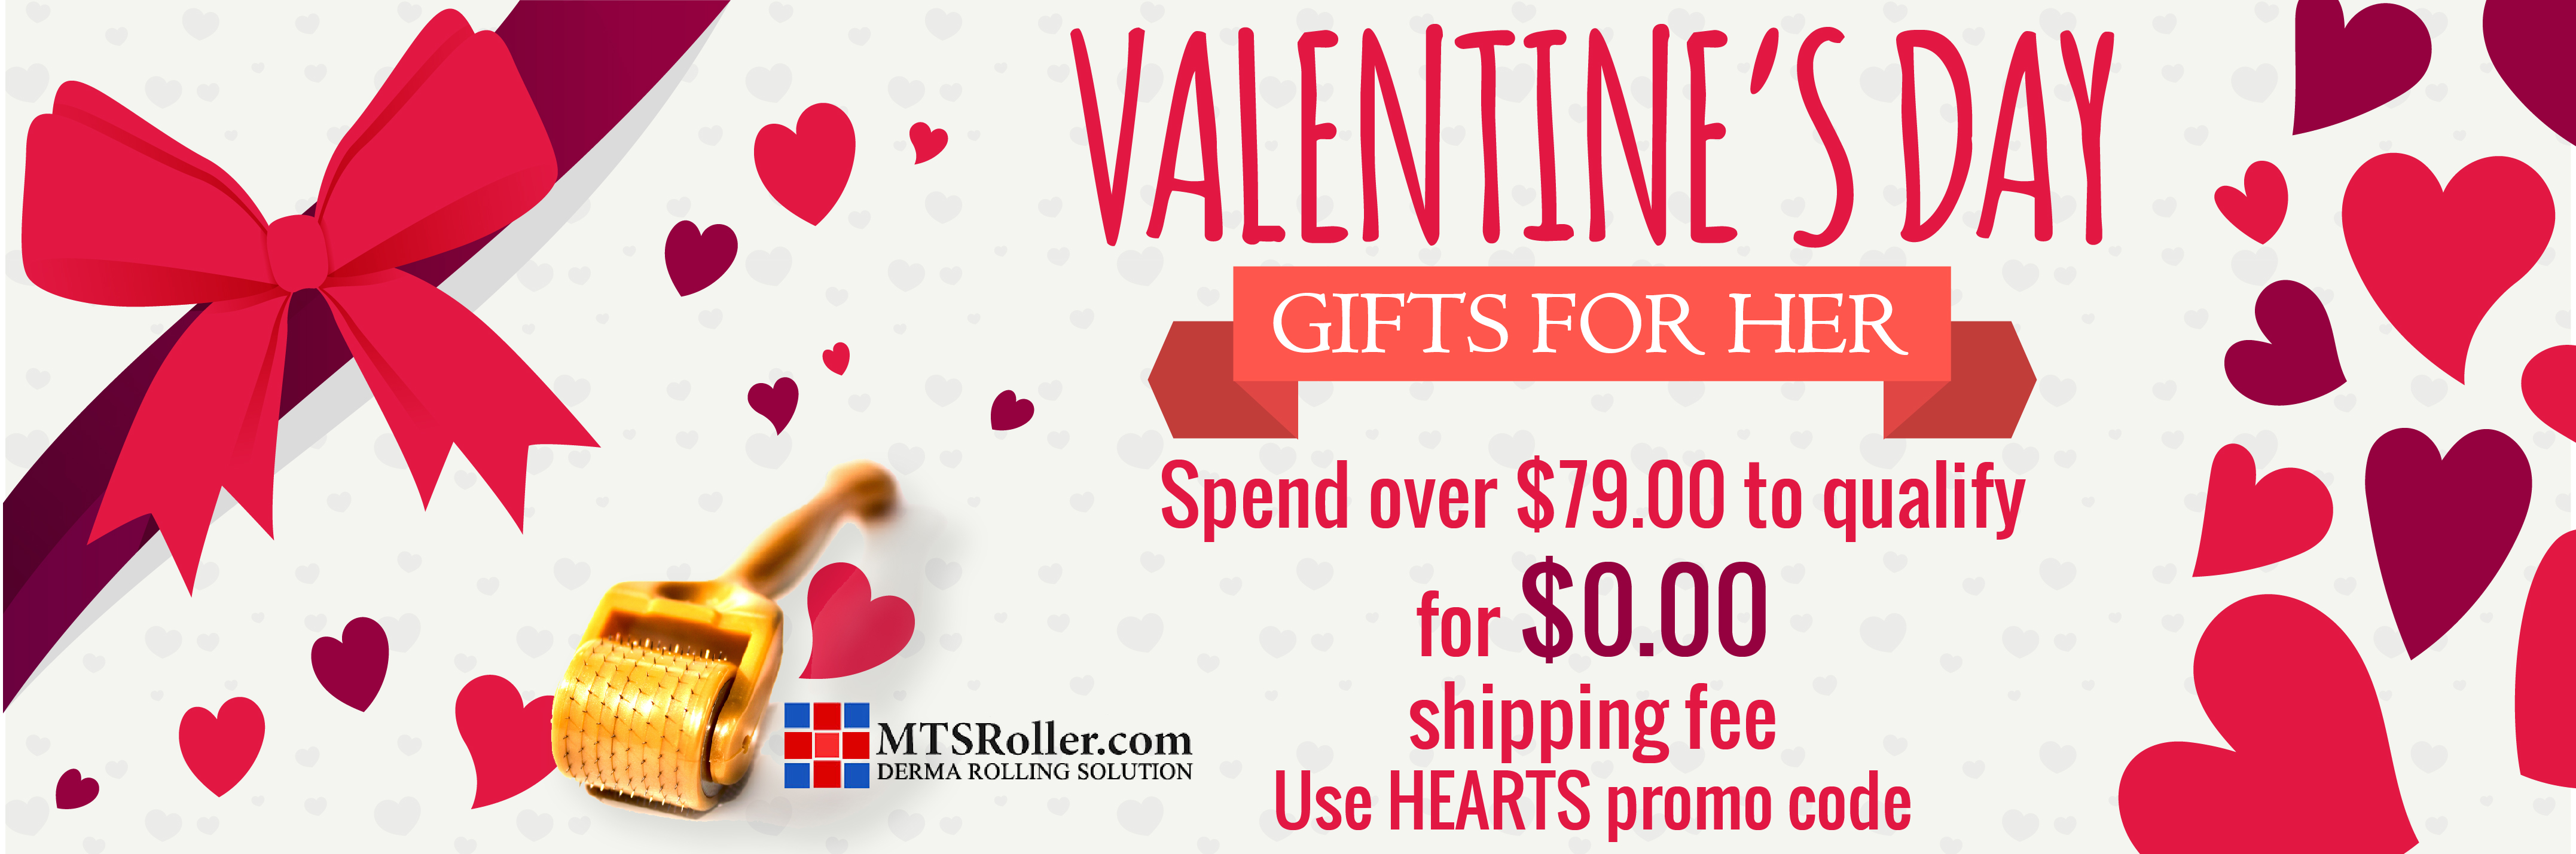 VALENTINE'S DAY
GIFTS FOR HER
Spend over $79.00 to qualify
for $0.00
shipping fee
Use HEARTS promo code
MTSRoller.com
DERMA ROLLING SOLUTION